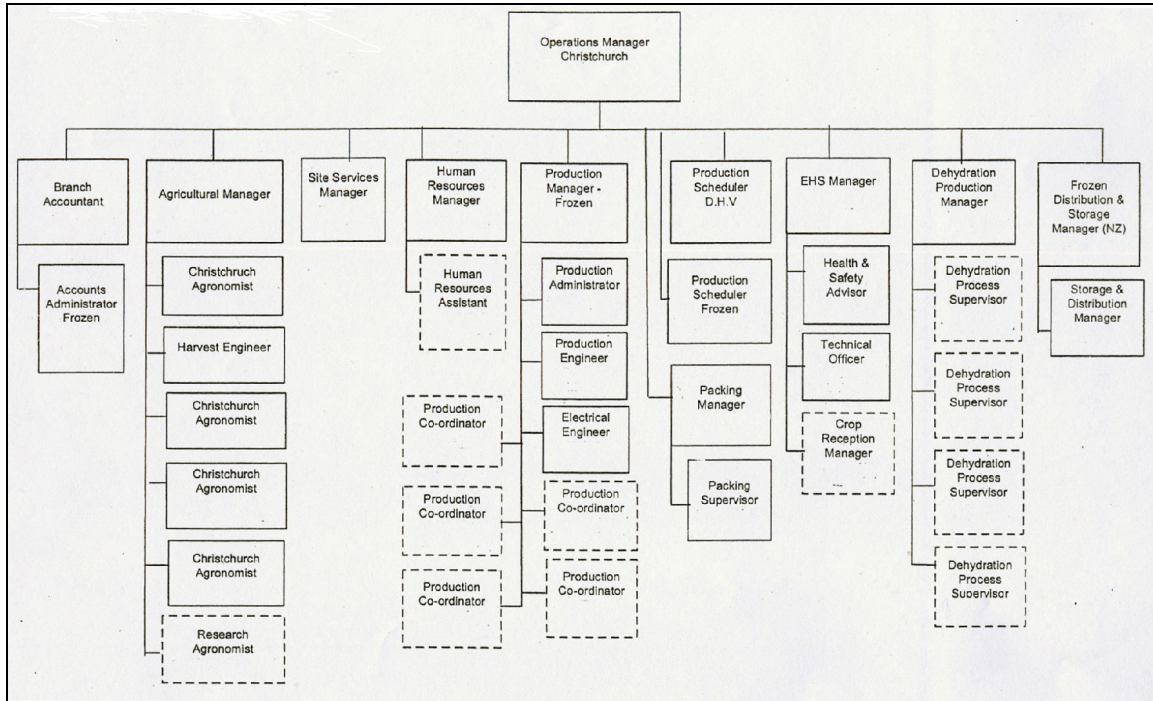 Operations Manager
Christchurch
Branch
Accountant
Agricultural Manager
Site Services
Manager
Human
Resources
Manager
Production
Manager -
Frozen
Production
Scheduler
D.H.V
EHS Manager
Dehydration
Production
Manager
Frozen
Distribution &
Storage
Manager (NZ)
Accounts
Administrator
Frozen
Christchruch
Agronomist
Harvest Engineer
Christchurch
Agronomist
Christchurch
Agronomist
Christchurch
Agronomist
Research
Agronomist
Human
Resources
Assistant
Production
Co-ordinator
Production
Co-ordinator
Production
Co-ordinator
Production
Administrator
Production
Engineer
Electrical
Engineer
Production
Co-ordinator
Production
Co-ordinator
Production
Scheduler
Frozen
Packing
Manager
Packing
Supervisor
Health &
Safety
Advisor
Technical
Officer
Crop
Reception
Manager
Dehydration
Process
Supervisor
Dehydration
Process
Supervisor
Dehydration
Process
Supervisor
Dehydration
Process
Supervisor
Storage &
Distribution
Manager